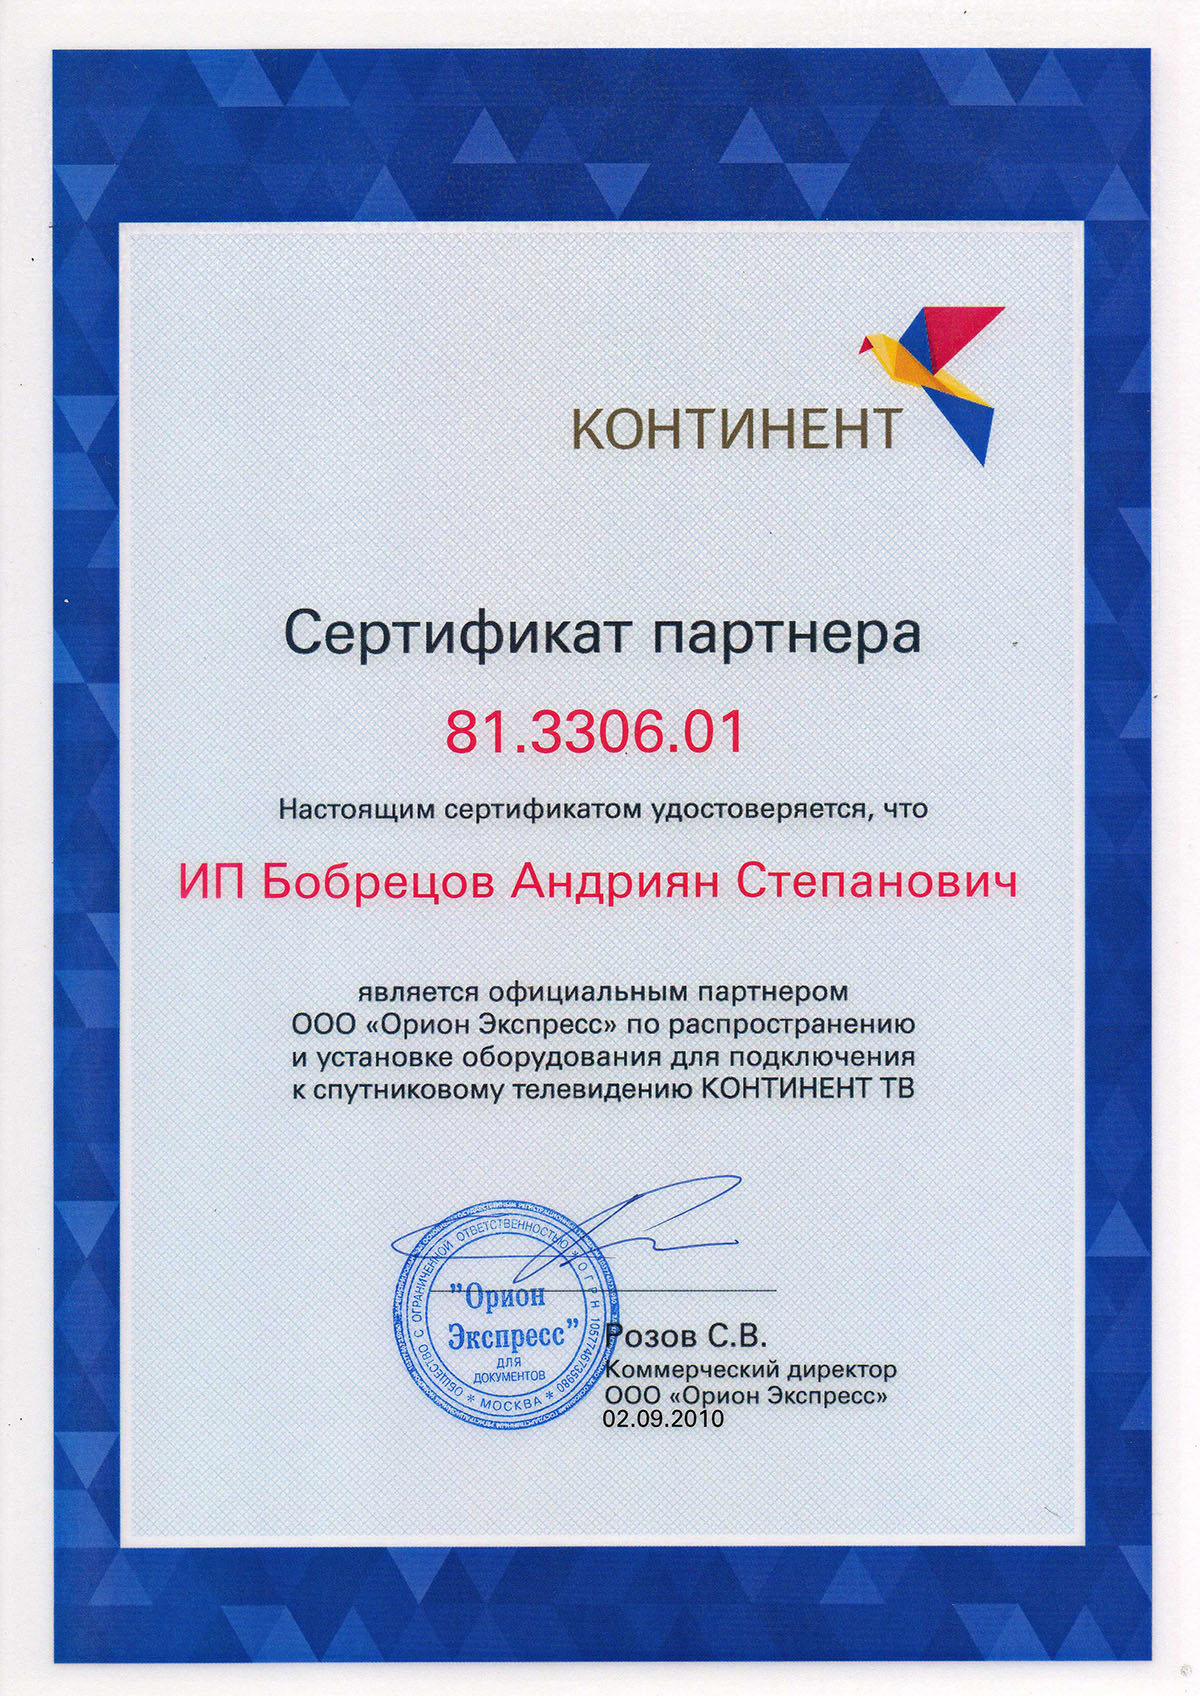 КОНТИНЕНТ
Сертификат партнера
81.3306.01
Настоящим сертификатом удостоверяется, что
ИП Бобрецов Андриян Степанович
является официальным партнером
ООО «Орион Экспресс» по распространению
и установке оборудования для подключения
к спутниковому телевидению КОНТИНЕНТ ТВ
ОБЩЕСТВО С ОГРАНИЧЕННОЙ ОТВЕТСТВЕННОСТЬЮ * ОГРН 1057746735980
* МОСКВА *
"Орион
Экспресс"
ДЛЯ
ДОКУМЕНТОВ
Розов С.В.
Коммерческий директор
ООО «Орион Экспресс»
02.09.2010